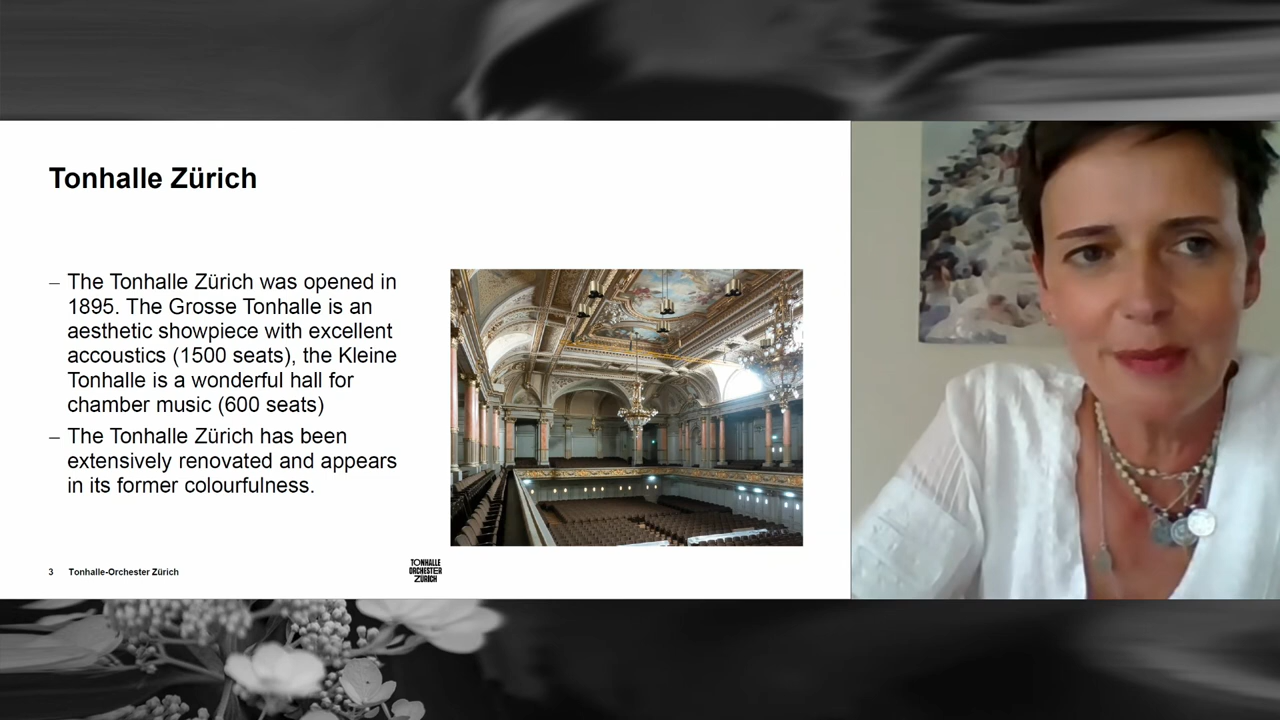 Tonhalle Zürich
– The Tonhalle Zürich was opened in
1895. The Grosse Tonhalle is an
aesthetic showpiece with excellent
accoustics (1500 seats), the Kleine
Tonhalle is a wonderful hall for
chamber music (600 seats)
– The Tonhalle Zürich has been
extensively renovated and appears
in its former colourfulness.
3 Tonhalle-Orchester Zürich
TONHALLE
ORCHESTER
ZÜRICH